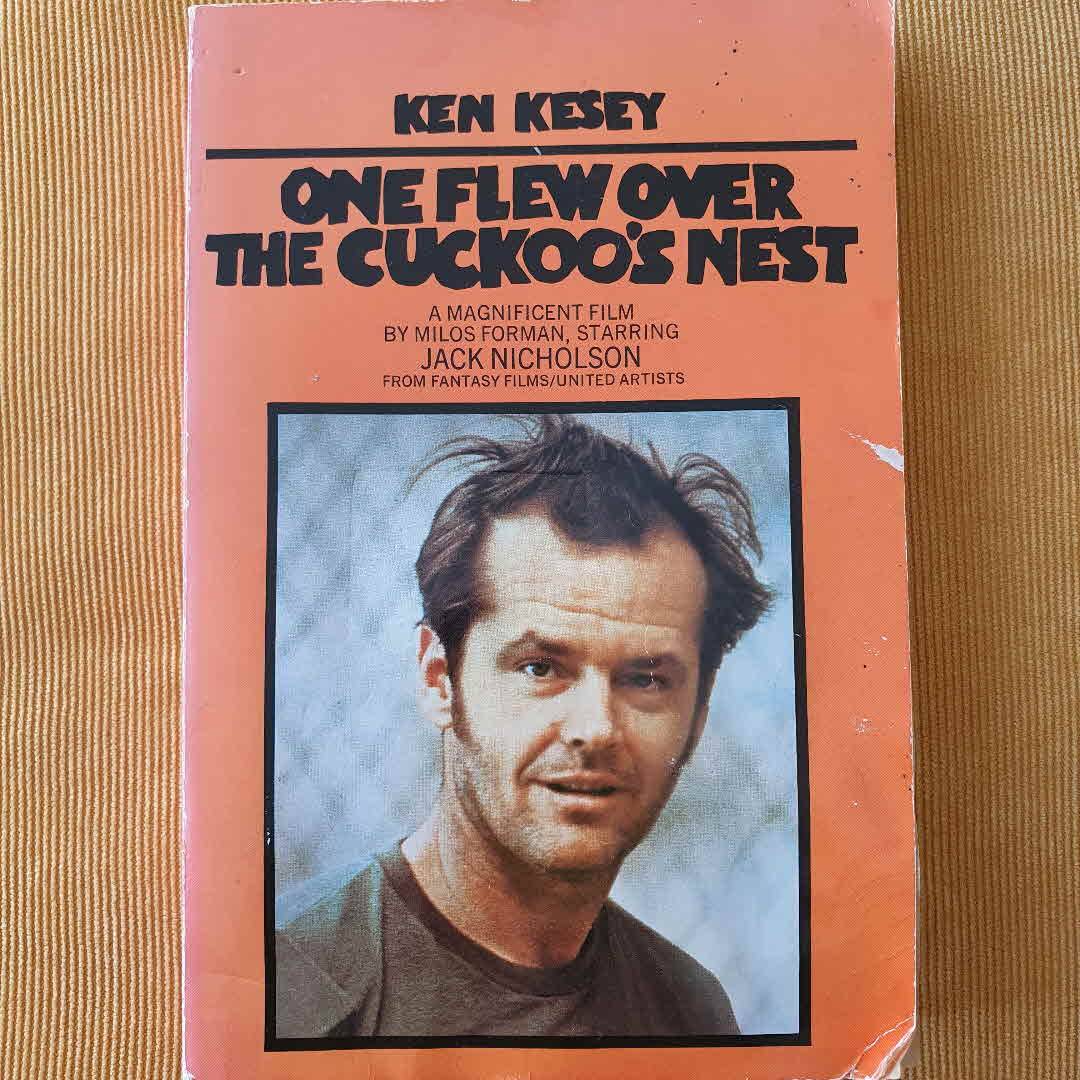 KEN KESEY
ONE FLEW OVER
THE CUCKOO'S NEST
A MAGNIFICENT FILM
BY MILOS FORMAN, STARRING
JACK NICHOLSON
FROM FANTASY FILMS/UNITED ARTISTS